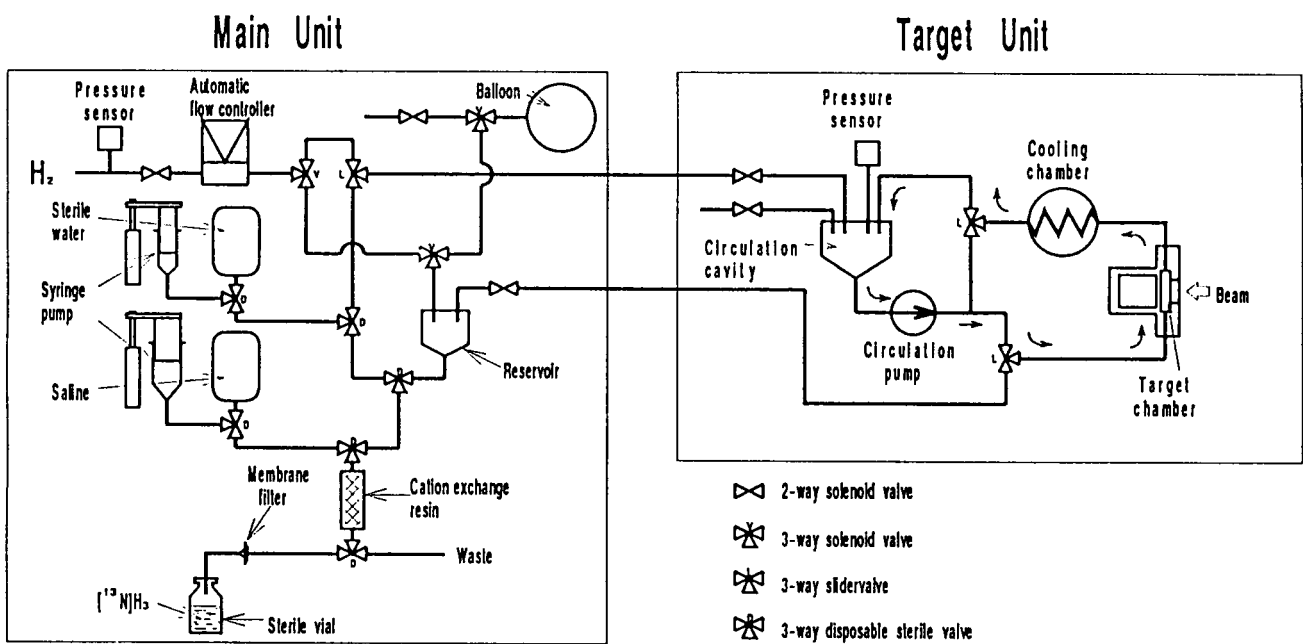 Main Unit
Target Unit
Pressure
sensor
Automatic
flow controller
Balloon
H₂
V
L
V
V
Sterile
water
Syringe
pump
Saline
D
D
D
D
D
D
Reservoir
Membrane
filter
Cation exchange
resin
Waste
[¹³N]H₃
Sterile vial
Pressure
sensor
Cooling
chamber
Circulation
cavity
L
L
Beam
Circulation
pump
Target
chamber
2-way solenoid valve
V
3-way solenoid valve
3-way slidervalve
D
3-way disposable sterile valve